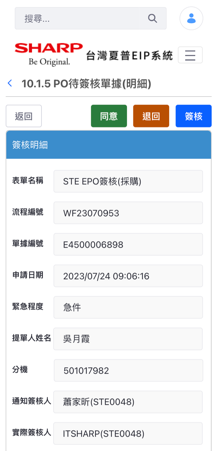 搜尋...
SHARP
Be Original.
台灣夏普EIP系統
10.1.5 PO待簽核單據(明細)
返回
同意
退回
簽核
簽核明細
表單名稱
STE EPO簽核(採購)
流程編號
WF23070953
單據編號
E4500006898
申請日期
2023/07/24 09:06:16
緊急程度
急件
提單人姓名
吳月霞
分機
501017982
通知簽核人
蕭家昕(STE0048)
實際簽核人
ITSHARP(STE0048)